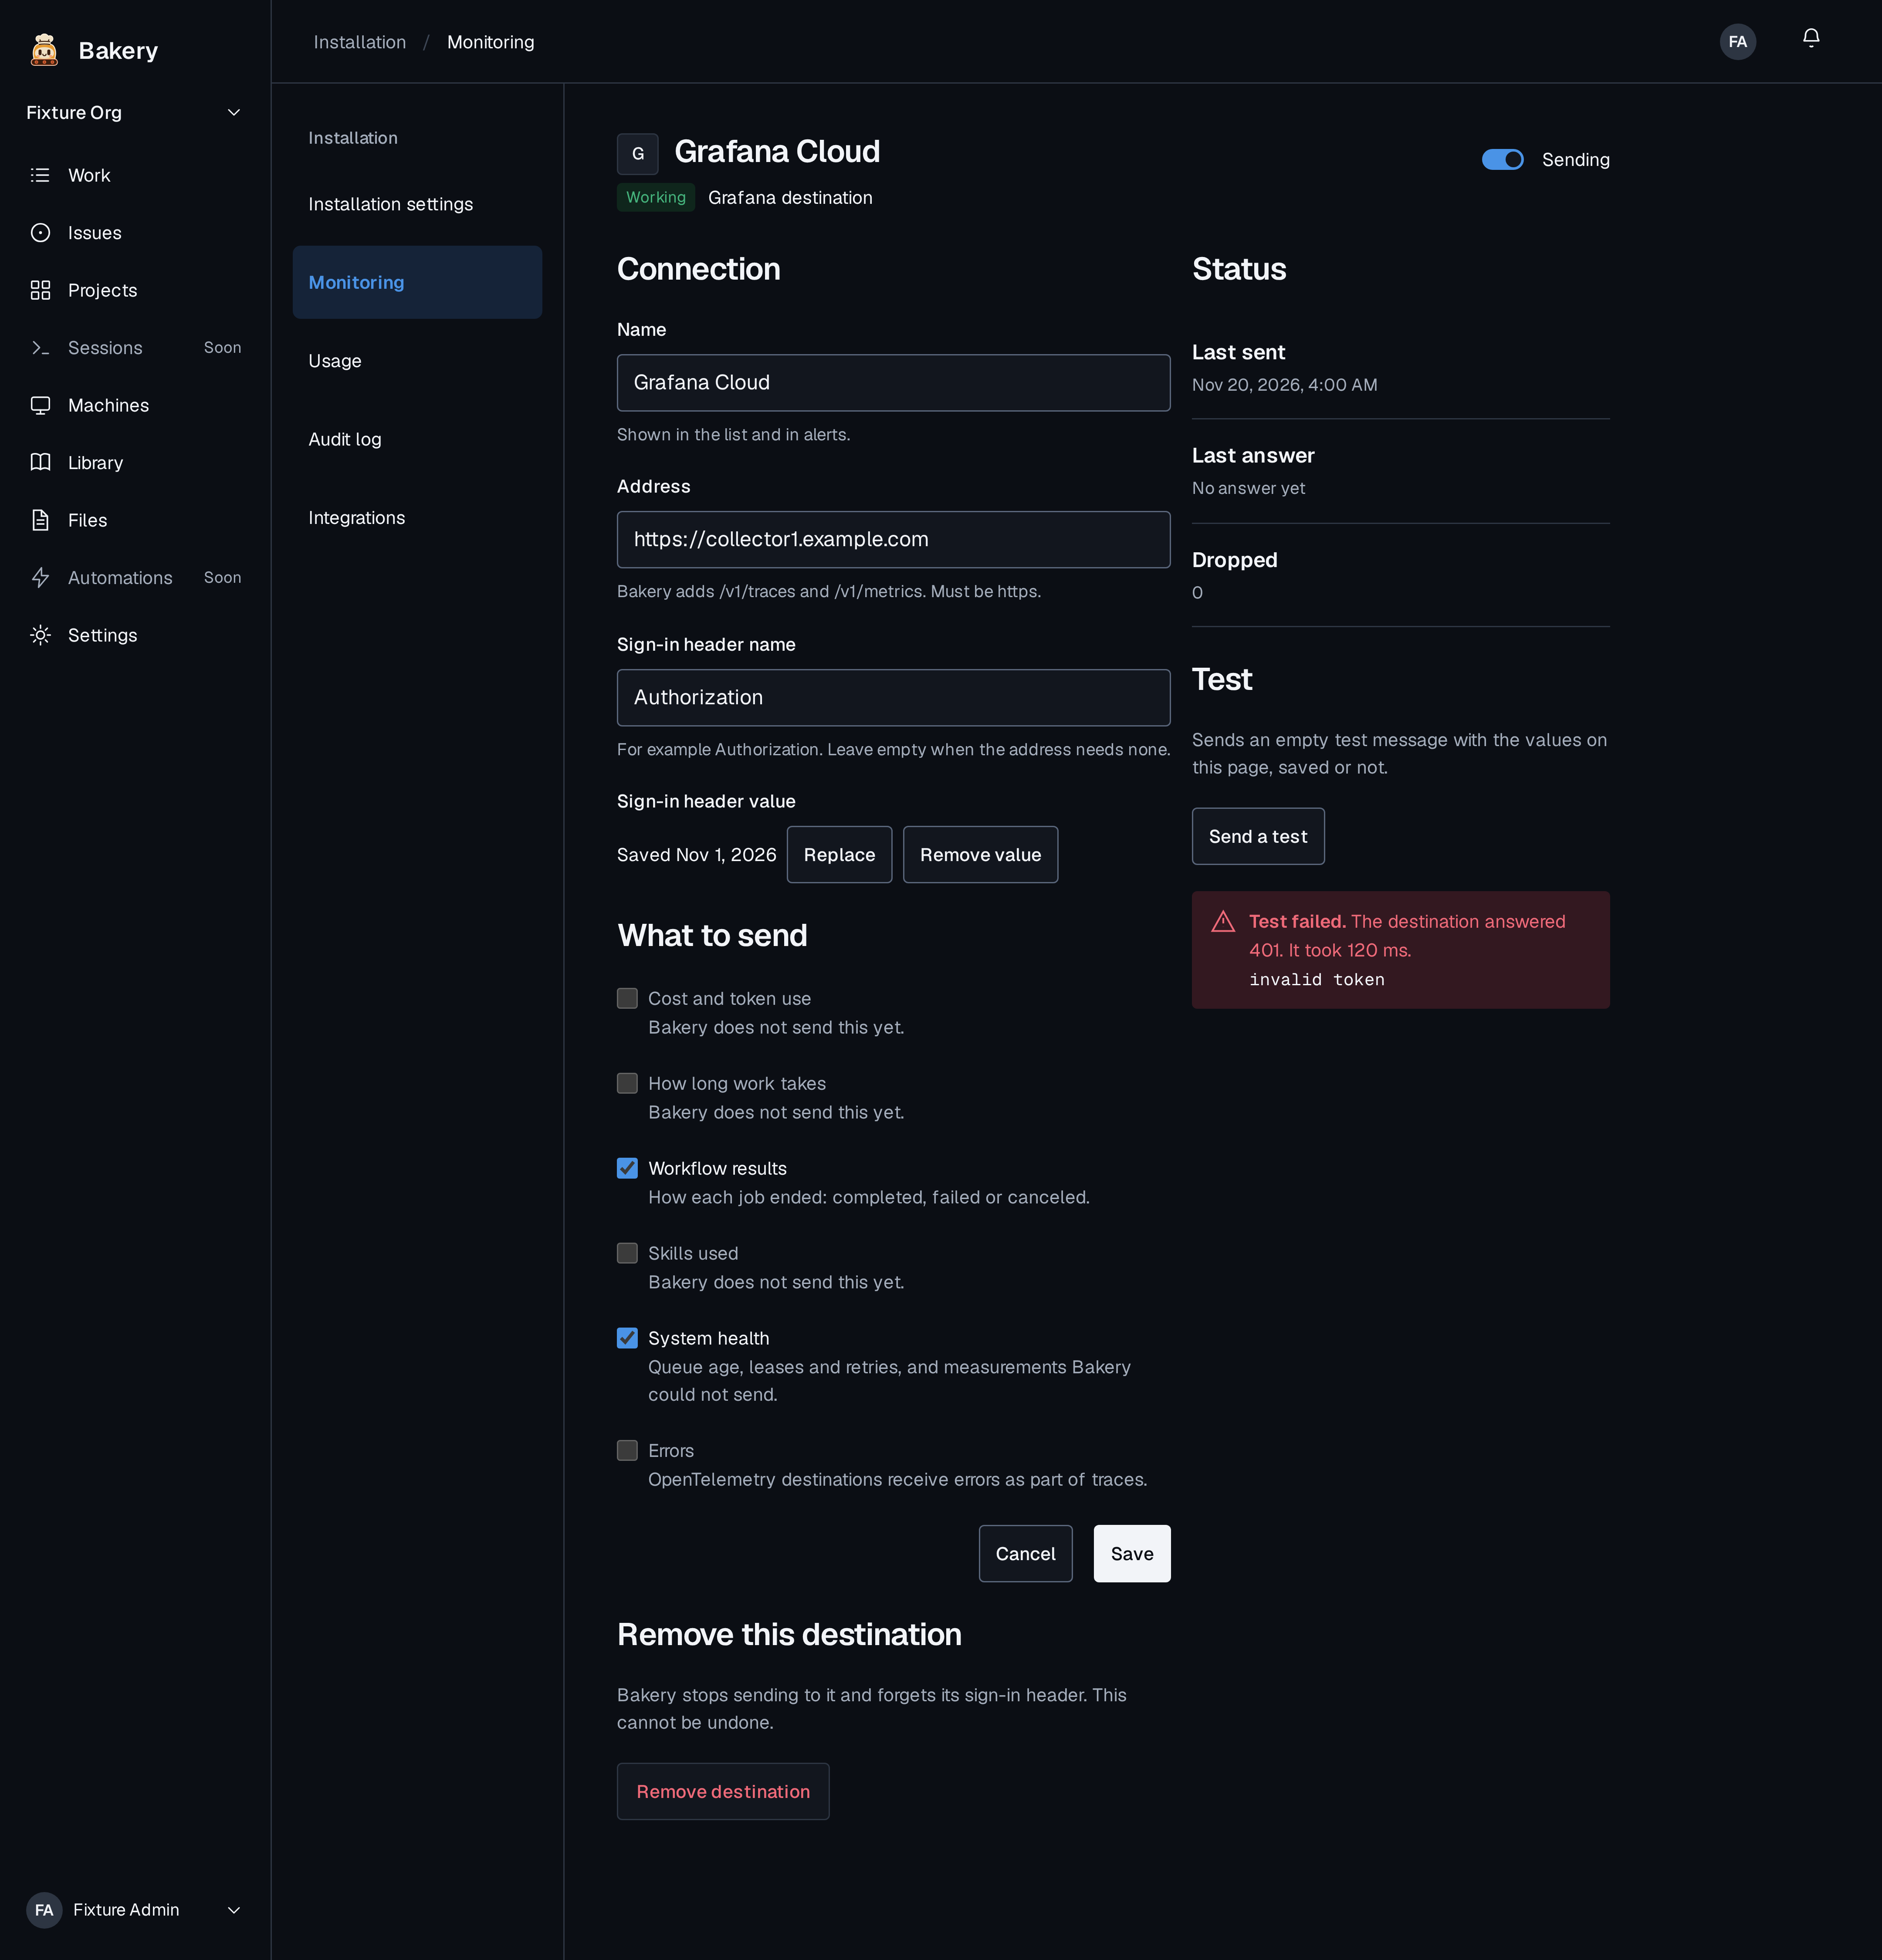 Bakery
Fixture Org
Work
Issues
Projects
Sessions Soon
Machines
Library
Files
Automations Soon
Settings
FA Fixture Admin
Installation / Monitoring
FA
Installation
Installation settings
Monitoring
Usage
Audit log
Integrations
G Grafana Cloud
Working Grafana destination
Sending
Connection
Name
Grafana Cloud
Shown in the list and in alerts.
Address
https://collector1.example.com
Bakery adds /v1/traces and /v1/metrics. Must be https.
Sign-in header name
Authorization
For example Authorization. Leave empty when the address needs none.
Sign-in header value
Saved Nov 1, 2026 Replace Remove value
What to send
Cost and token use
Bakery does not send this yet.
How long work takes
Bakery does not send this yet.
Workflow results
How each job ended: completed, failed or canceled.
Skills used
Bakery does not send this yet.
System health
Queue age, leases and retries, and measurements Bakery
could not send.
Errors
OpenTelemetry destinations receive errors as part of traces.
Cancel Save
Remove this destination
Bakery stops sending to it and forgets its sign-in header. This
cannot be undone.
Remove destination
Status
Last sent
Nov 20, 2026, 4:00 AM
Last answer
No answer yet
Dropped
0
Test
Sends an empty test message with the values on
this page, saved or not.
Send a test
Test failed. The destination answered
401. It took 120 ms.
invalid token